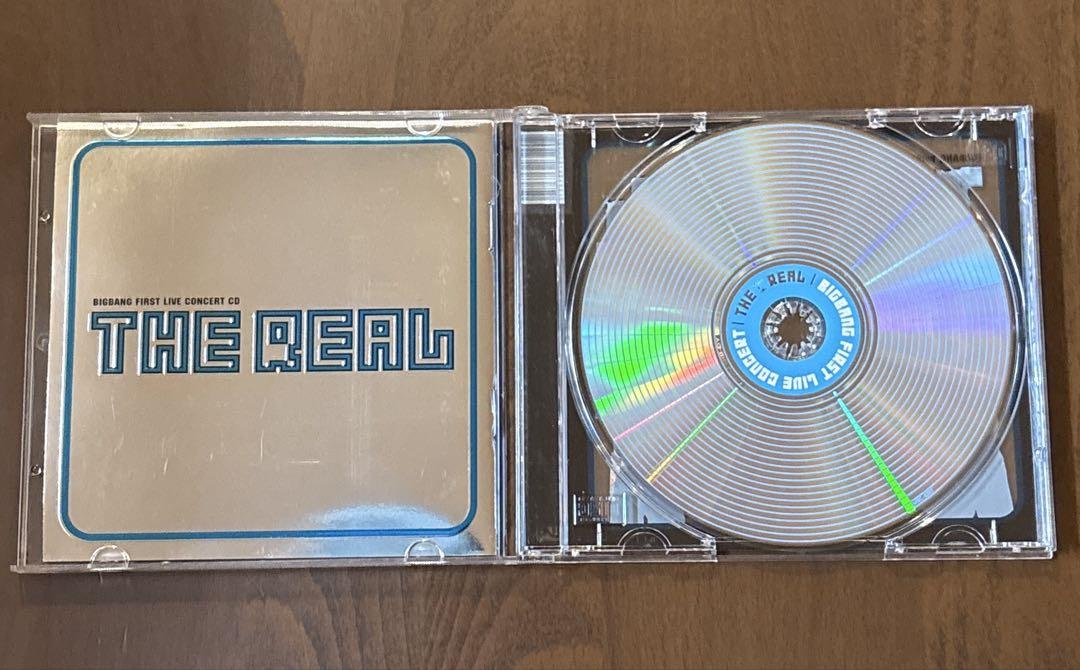 BIGBANG FIRST LIVE CONCERT CD
THE REAL
THE REAL | BIGBANG FIRST LIVE CONCERT |